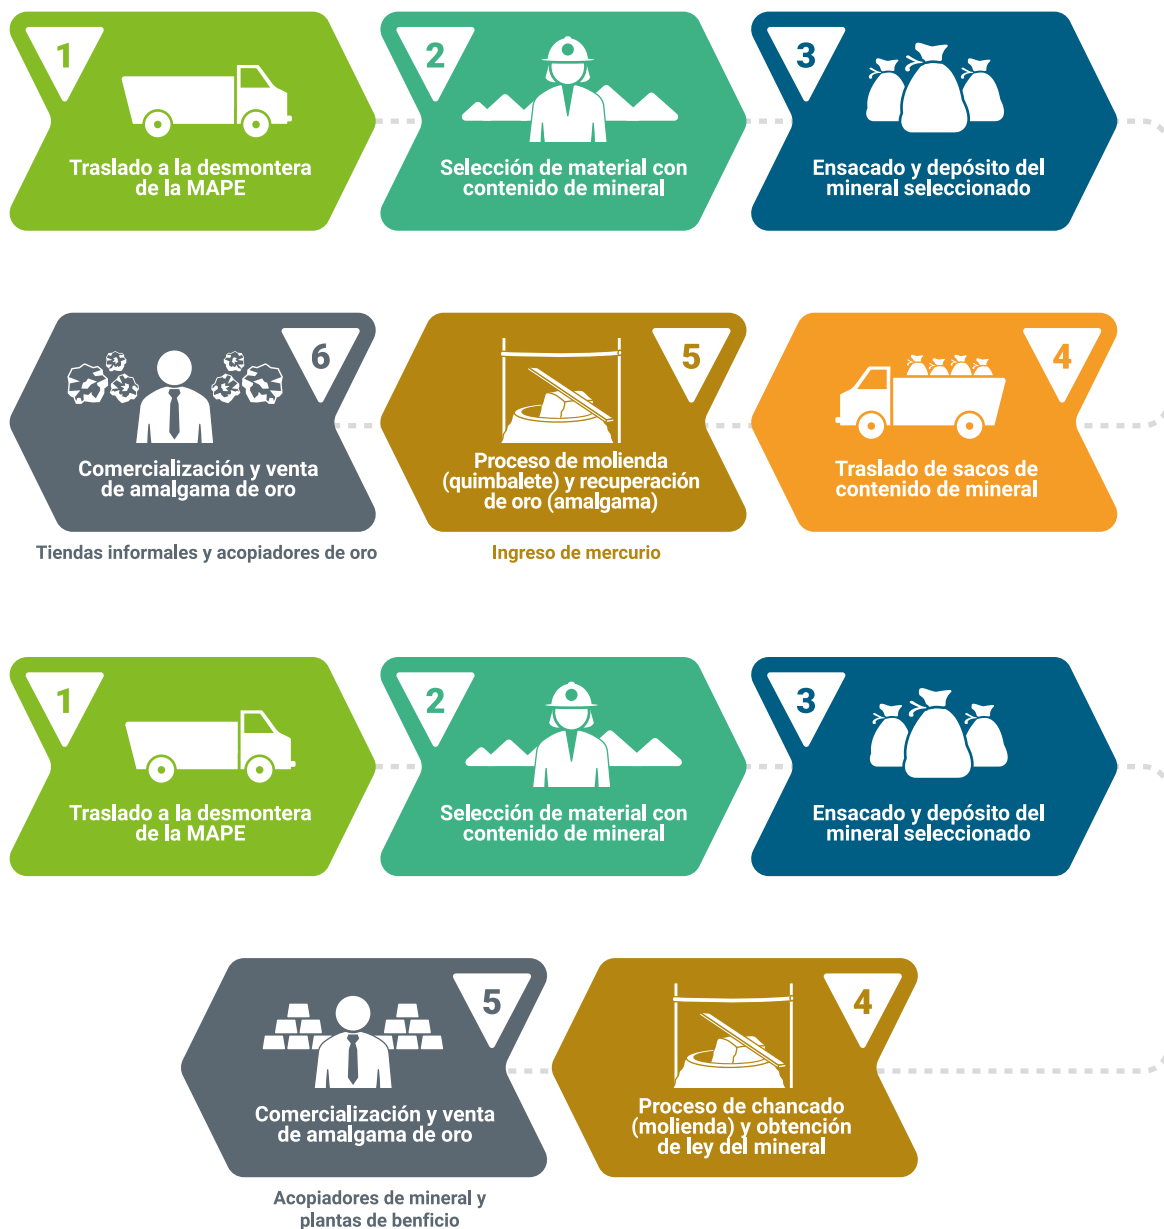 1
Traslado a la desmontera
de la MAPE
2
Selección de material con
contenido de mineral
3
Ensacado y depósito del
mineral seleccionado
4
Traslado de sacos de
contenido de mineral
5
Proceso de molienda
(quimbalete) y recuperación
de oro (amalgama)
Ingreso de mercurio
6
Comercialización y venta
de amalgama de oro
Tiendas informales y acopiadores de oro
1
Traslado a la desmontera
de la MAPE
2
Selección de material con
contenido de mineral
3
Ensacado y depósito del
mineral seleccionado
4
Proceso de chancado
(molienda) y obtención
de ley del mineral
5
Comercialización y venta
de amalgama de oro
Acopiadores de mineral y
plantas de benficio